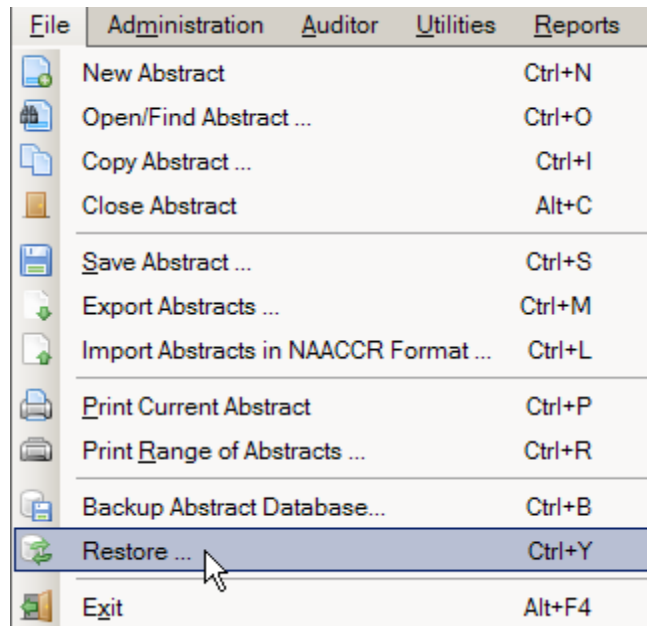 File Administration Auditor Utilities Reports
New Abstract Ctrl+N
Open/Find Abstract ... Ctrl+O
Copy Abstract ... Ctrl+I
Close Abstract Alt+C
Save Abstract ... Ctrl+S
Export Abstracts ... Ctrl+M
Import Abstracts in NAACCR Format ... Ctrl+L
Print Current Abstract Ctrl+P
Print Range of Abstracts ... Ctrl+R
Backup Abstract Database... Ctrl+B
Restore ... Ctrl+Y
Exit Alt+F4